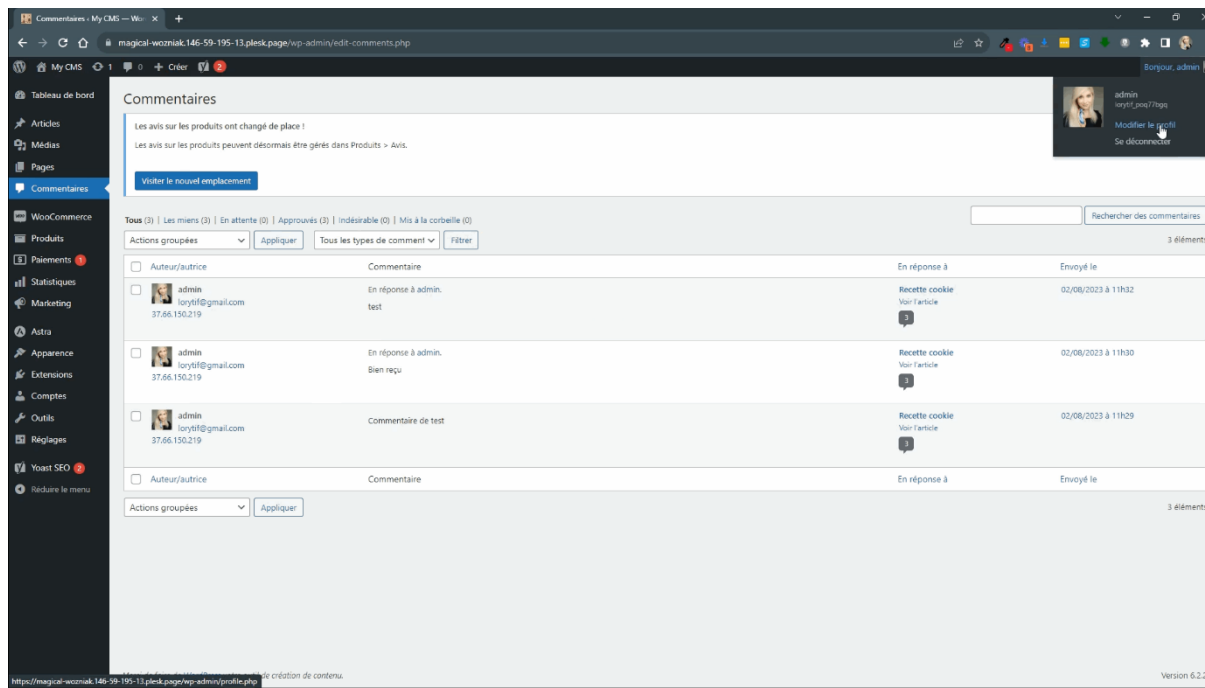 Commentaires ‹ My CMS — Wor
magical-wozniak.146-59-195-13.plesk.page/wp-admin/edit-comments.php
My CMS 1 0 Créer 2
Bonjour, admin
admin
Modifier le profil
Se déconnecter
Tableau de bord
Articles
Médias
Pages
Commentaires
WooCommerce
Produits
Paiements 1
Statistiques
Marketing
Astra
Apparence
Extensions
Comptes
Outils
Réglages
Yoast SEO 2
Réduire le menu
Commentaires
Les avis sur les produits ont changé de place !
Les avis sur les produits peuvent désormais être gérés dans Produits > Avis.
Visiter le nouvel emplacement
Tous (3) | Les miens (3) | En attente (0) | Approuvés (3) | Indésirable (0) | Mis à la corbeille (0)
Rechercher des commentaires
Actions groupées Appliquer Tous les types de comment Filtrer
3 éléments
Auteur/autrice Commentaire En réponse à Envoyé le
admin
lorytif@gmail.com
37.66.150.219
En réponse à admin.
test
Recette cookie
Voir l'article
3
02/08/2023 à 11h32
admin
lorytif@gmail.com
37.66.150.219
En réponse à admin.
Bien reçu
Recette cookie
Voir l'article
3
02/08/2023 à 11h30
admin
lorytif@gmail.com
37.66.150.219
Commentaire de test
Recette cookie
Voir l'article
3
02/08/2023 à 11h29
Auteur/autrice Commentaire En réponse à Envoyé le
Actions groupées Appliquer
3 éléments
de création de contenu.
Version 6.2.2
https://magical-wozniak.146-59-195-13.plesk.page/wp-admin/profile.php